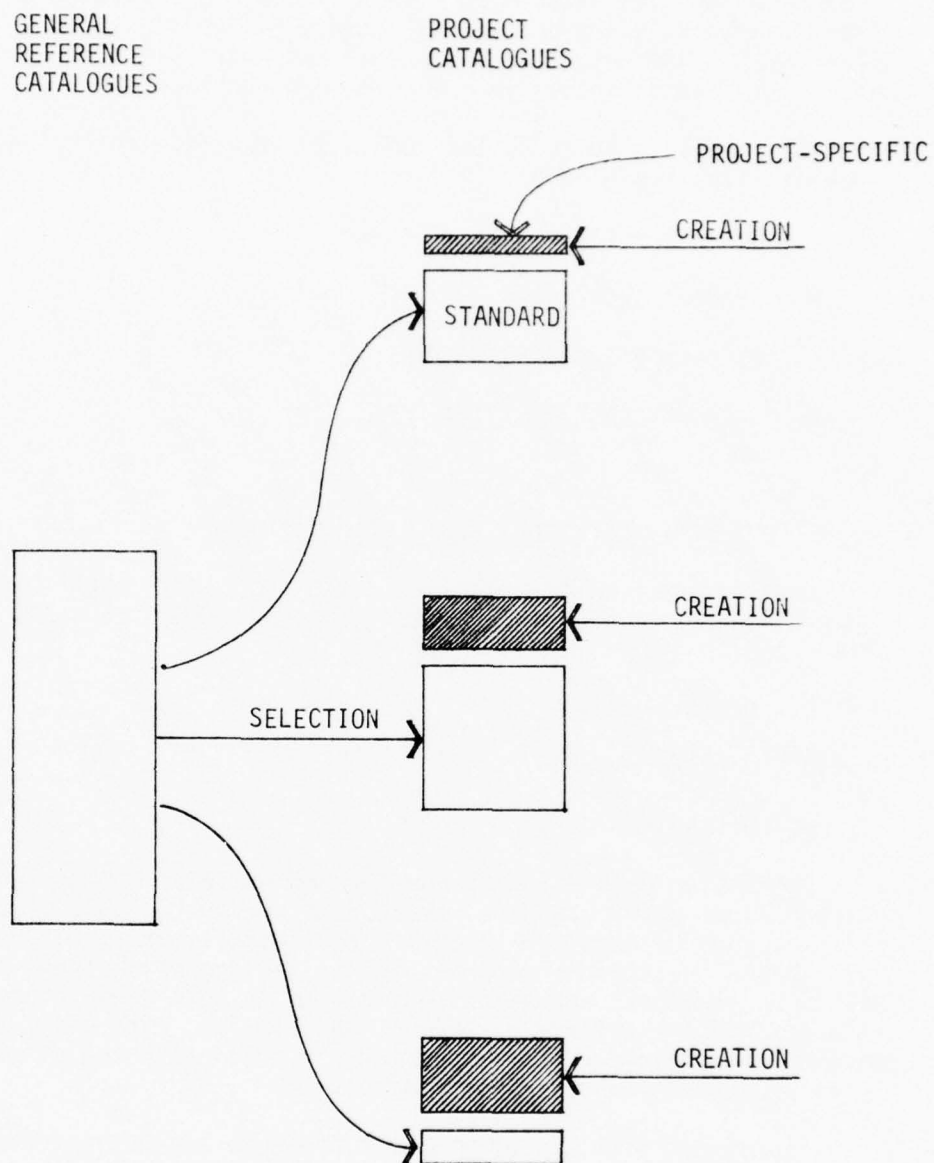 GENERAL
REFERENCE
CATALOGUES
PROJECT
CATALOGUES
PROJECT-SPECIFIC
CREATION
STANDARD
CREATION
SELECTION
CREATION